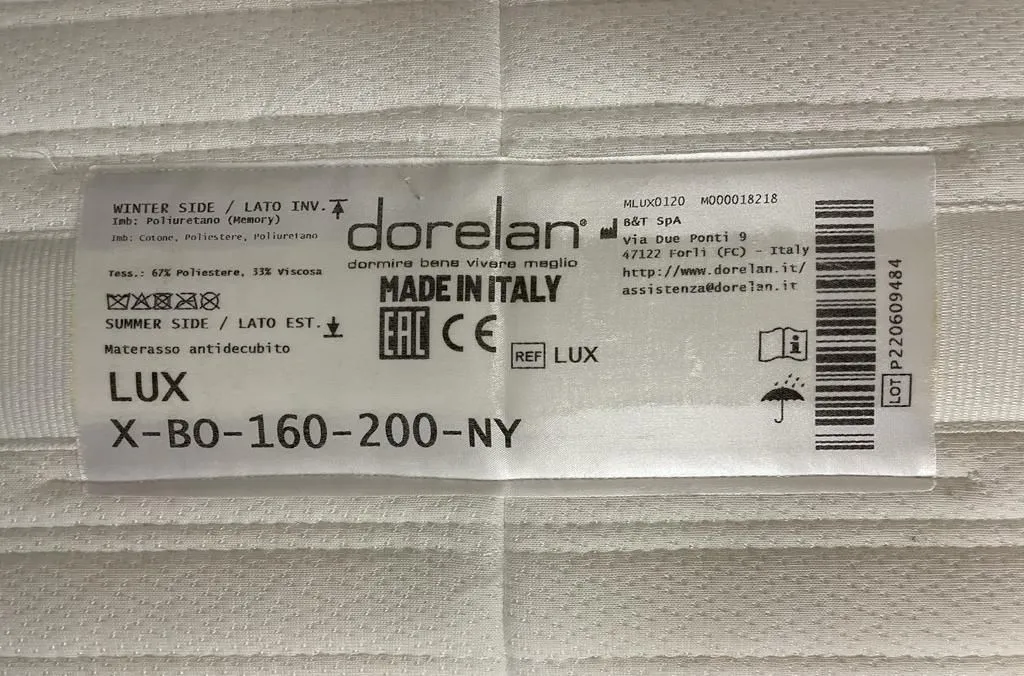 WINTER SIDE / LATO INV.
Imb: Poliuretano (Memory)
Imb: Cotone, Poliestere, Poliuretano
Tess.: 67% Poliestere, 33% Viscosa
SUMMER SIDE / LATO EST.
Materasso antidecubito
LUX
X-BO-160-200-NY
dorelan®
dormire bene vivere meglio
MADE IN ITALY
EAC CE
REF LUX
MLUX0120 M000018218
B&T SpA
Via Due Ponti 9
47122 Forlì (FC) - Italy
http://www.dorelan.it/
assistenza@dorelan.it
LOT P220609484